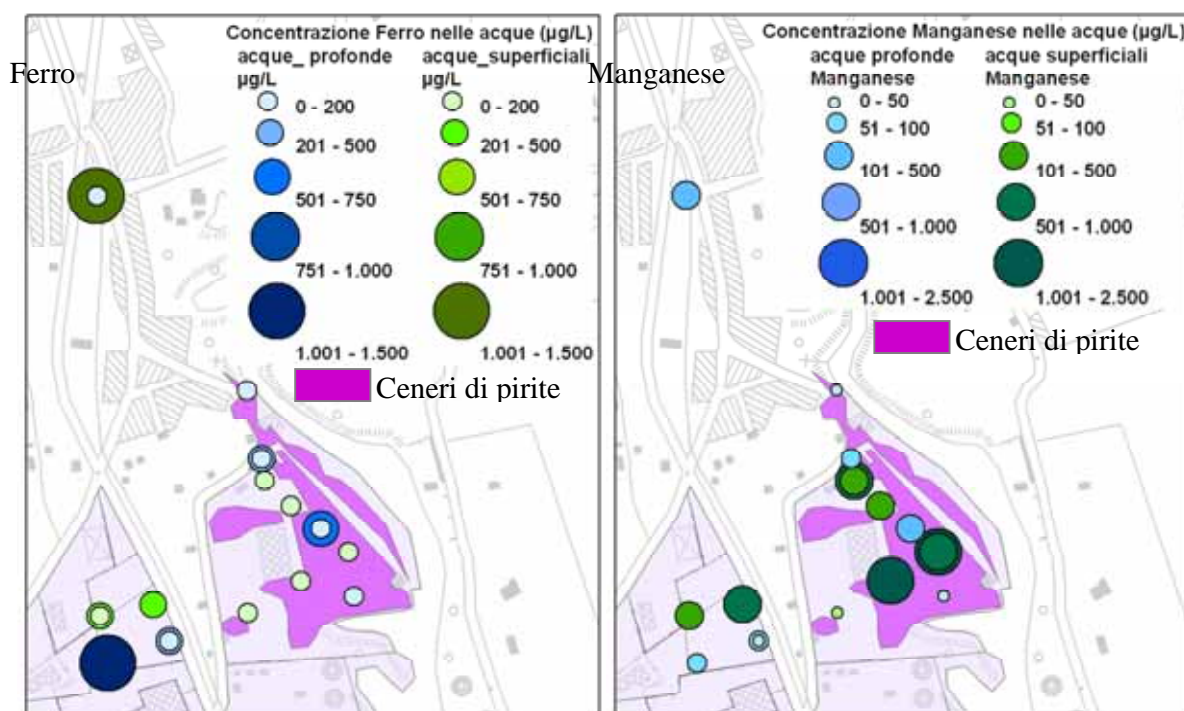 Ferro
Concentrazione Ferro nelle acque (µg/L)
acque_ profonde
µg/L
0 - 200
201 - 500
501 - 750
751 - 1.000
1.001 - 1.500
acque_superficiali
µg/L
0 - 200
201 - 500
501 - 750
751 - 1.000
1.001 - 1.500
Ceneri di pirite
Manganese
Concentrazione Manganese nelle acque (µg/L)
acque profonde
Manganese
0 - 50
51 - 100
101 - 500
501 - 1.000
1.001 - 2.500
acque superficiali
Manganese
0 - 50
51 - 100
101 - 500
501 - 1.000
1.001 - 2.500
Ceneri di pirite